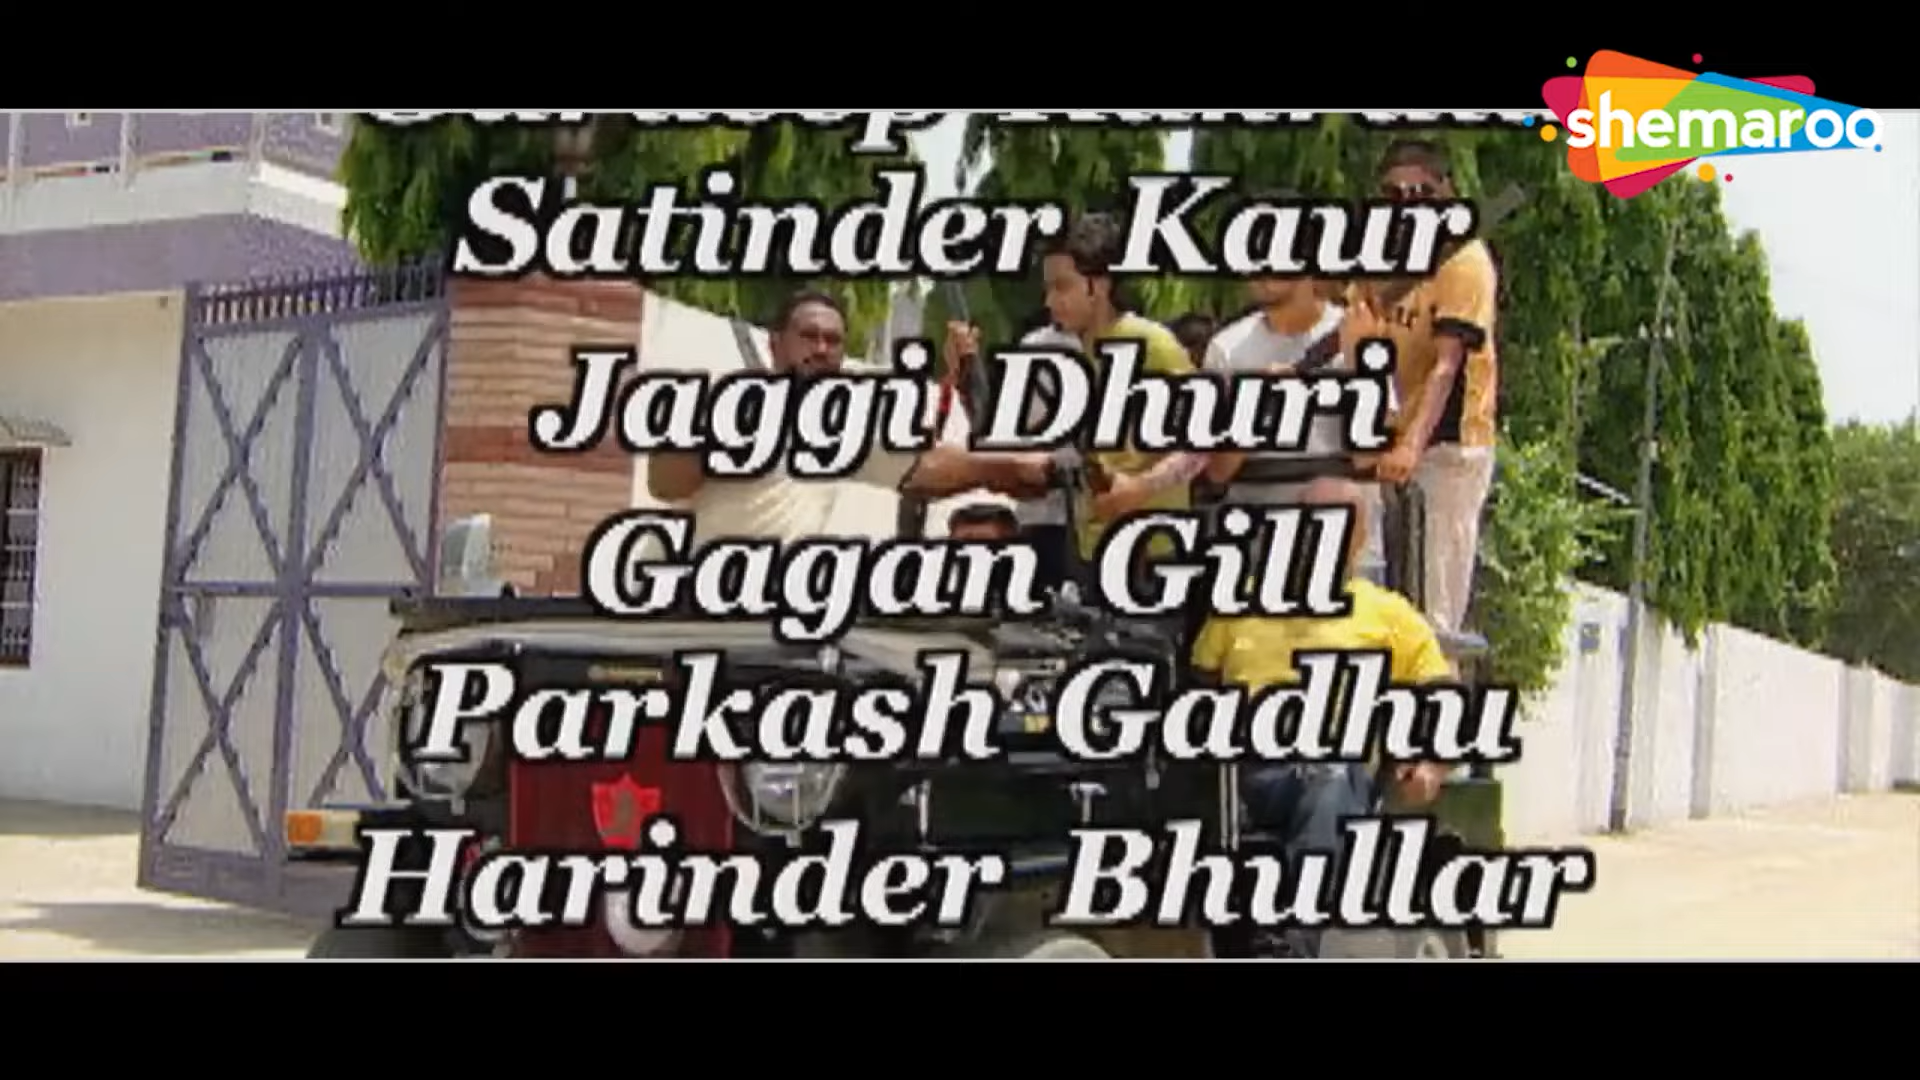 shemaroo
Satinder Kaur
Jaggi Dhuri
Gagan Gill
Parkash Gadhu
Harinder Bhullar